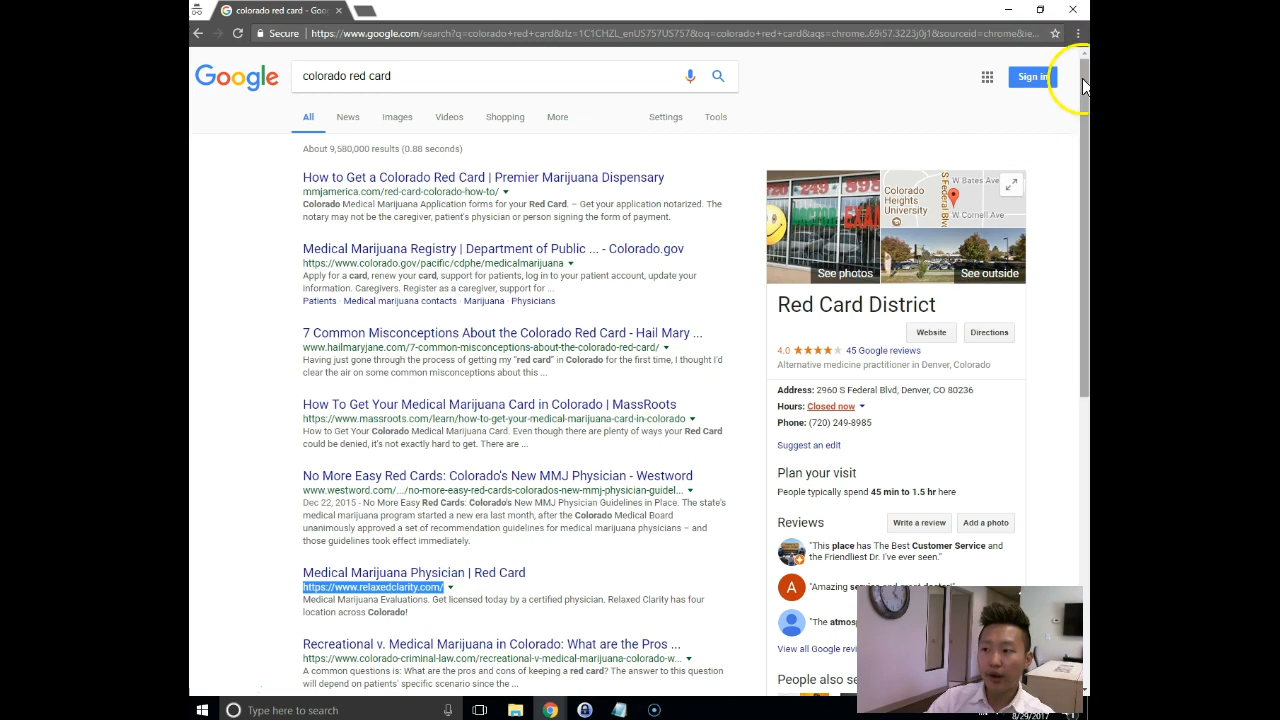 colorado red card - Goo
Secure
https://www.google.com/search?q=colorado+red+card&rlz=1C1CHZL_enUS757US757&oq=colorado+red+card&aqs=chrome..69i57.3223j0j1&sourceid=chrome&ie...
Google
colorado red card
Sign in
All
News
Images
Videos
Shopping
More
Settings
Tools
About 9,580,000 results (0.88 seconds)
How to Get a Colorado Red Card | Premier Marijuana Dispensary
mmjamerica.com/red-card-colorado-how-to/
Colorado Medical Marijuana Application forms for your Red Card. – Get your application notarized. The
notary may not be the caregiver, patient's physician or person signing the form of payment.
Medical Marijuana Registry | Department of Public ... - Colorado.gov
https://www.colorado.gov/pacific/cdphe/medicalmarijuana
Apply for a card, renew your card, support for patients, log in to your patient account, update your
information. Caregivers. Register as a caregiver, support for ...
Patients · Medical marijuana contacts · Marijuana · Physicians
7 Common Misconceptions About the Colorado Red Card - Hail Mary ...
www.hailmaryjane.com/7-common-misconceptions-about-the-colorado-red-card/
Having just gone through the process of getting my "red card" in Colorado for the first time, I thought I'd
clear the air on some common misconceptions about this ...
How To Get Your Medical Marijuana Card in Colorado | MassRoots
https://www.massroots.com/learn/how-to-get-your-medical-marijuana-card-in-colorado
How to Get Your Colorado Medical Marijuana Card. Even though there are plenty of ways your Red Card
could be denied, it's not exactly hard to get. There are ...
No More Easy Red Cards: Colorado's New MMJ Physician - Westword
www.westword.com/.../no-more-easy-red-cards-colorados-new-mmj-physician-guidel...
Dec 22, 2015 - No More Easy Red Cards: Colorado's New MMJ Physician Guidelines in Place. The state's
medical marijuana program started a new era last month, after the Colorado Medical Board
unanimously approved a set of recommendation guidelines for medical marijuana physicians – and
those guidelines took effect immediately.
Medical Marijuana Physician | Red Card
https://www.relaxedclarity.com/
Medical Marijuana Evaluations. Get licensed today by a certified physician. Relaxed Clarity has four
location across Colorado!
Recreational v. Medical Marijuana in Colorado: What are the Pros ...
https://www.colorado-criminal-law.com/recreational-v-medical-marijuana-colorado-w...
A common questions is: What are the pros and cons of keeping a red card? The answer to this question
will depend on patients' specific scenario since the ...
720 249 898
See photos
Colorado
Heights
University
S Federal Blvd
W Bates Ave
W Cornell Ave
See outside
Red Card District
Website
Directions
4.0
45 Google reviews
Alternative medicine practitioner in Denver, Colorado
Address: 2960 S Federal Blvd, Denver, CO 80236
Hours: Closed now
Phone: (720) 249-8985
Suggest an edit
Plan your visit
People typically spend 45 min to 1.5 hr here
Reviews
Write a review
Add a photo
"This place has The Best Customer Service and
the Friendliest Dr. I've ever seen."
A
"Amazing service and great doctor!"
"The atmos
View all Google revi
People also se
Type here to search
8/29/2017